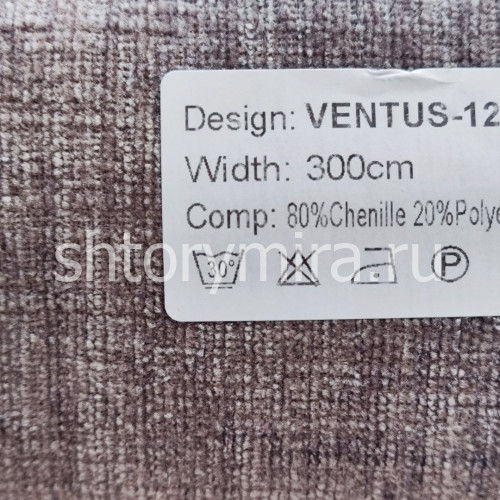 Design: VENTUS-12
Width: 300cm
Comp: 80%Chenille 20%Polye
shtorymira.ru
30° P